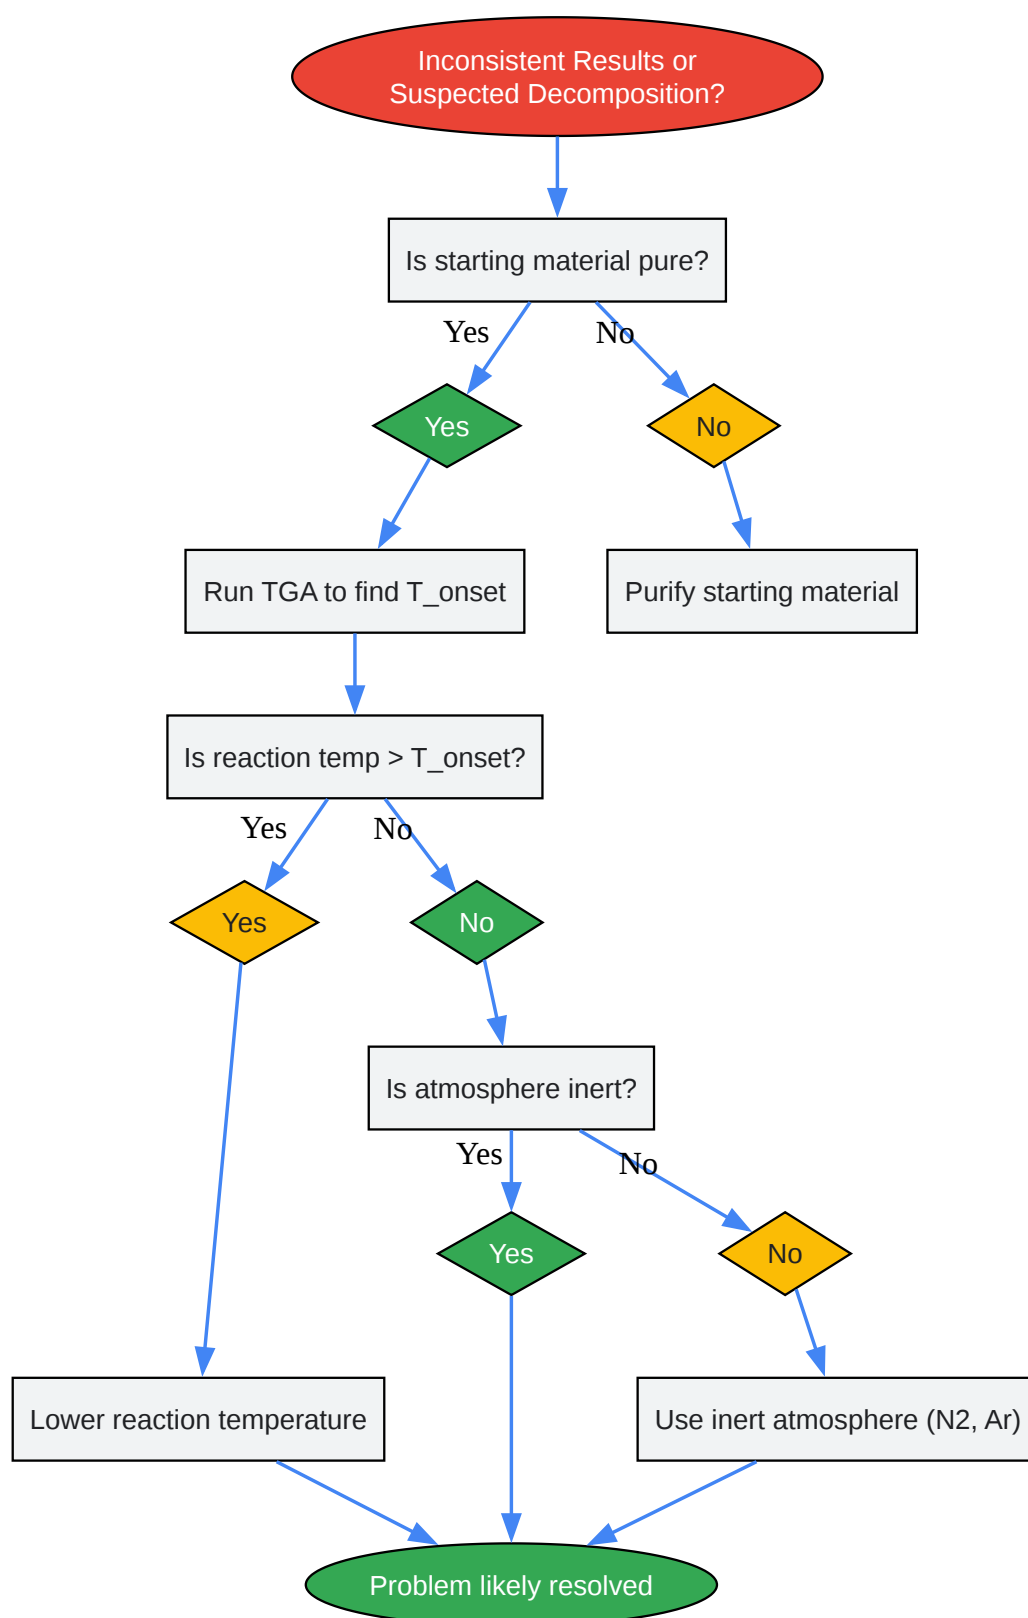 Inconsistent Results or
Suspected Decomposition?
Is starting material pure?
Yes
No
Yes
No
Run TGA to find T_onset
Purify starting material
Is reaction temp > T_onset?
Yes
No
Yes
No
Is atmosphere inert?
Yes
No
Yes
No
Lower reaction temperature
Use inert atmosphere (N2, Ar)
Problem likely resolved